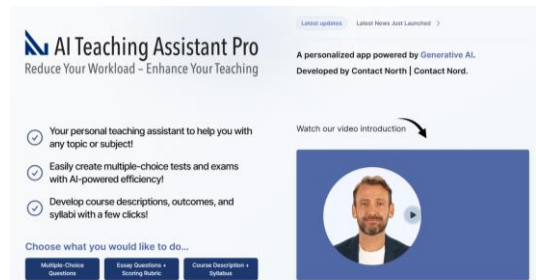 AI Teaching Assistant Pro
Reduce Your Workload – Enhance Your Teaching
Your personal teaching assistant to help you with
any topic or subject!
Easily create multiple-choice tests and exams
with AI-powered efficiency!
Develop course descriptions, outcomes, and
syllabi with a few clicks!
Choose what you would like to do...
Multiple-Choice
Questions
Essay Questions +
Scoring Rubric
Course Description +
Syllabus
Latest updates
Latest News Just Launched
A personalized app powered by Generative AI.
Developed by Contact North | Contact Nord.
Watch our video introduction